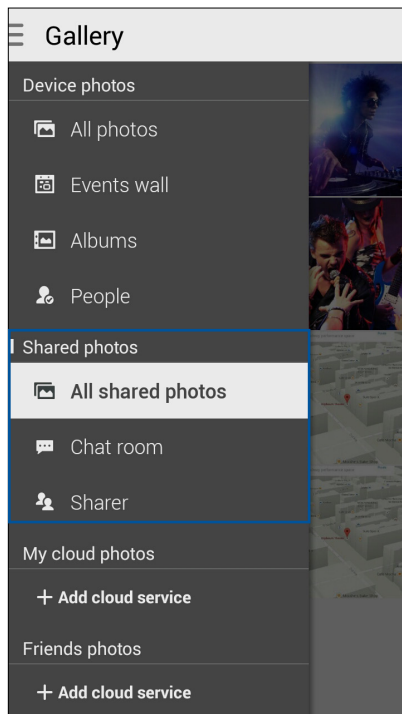 Gallery
Device photos
All photos
Events wall
Albums
People
Shared photos
All shared photos
Chat room
Sharer
My cloud photos
+ Add cloud service
Friends photos
+ Add cloud service